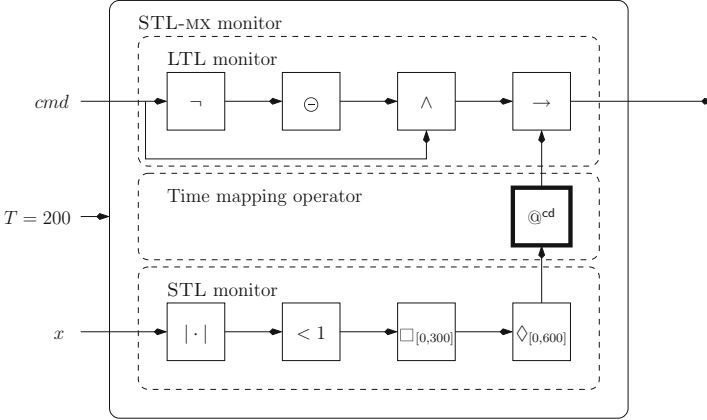 STL-MX monitor
LTL monitor
cmd ¬ ⊖ ∧ →
Time mapping operator
T = 200 @cd
STL monitor
x | · | < 1 □[0,300] ◇[0,600]